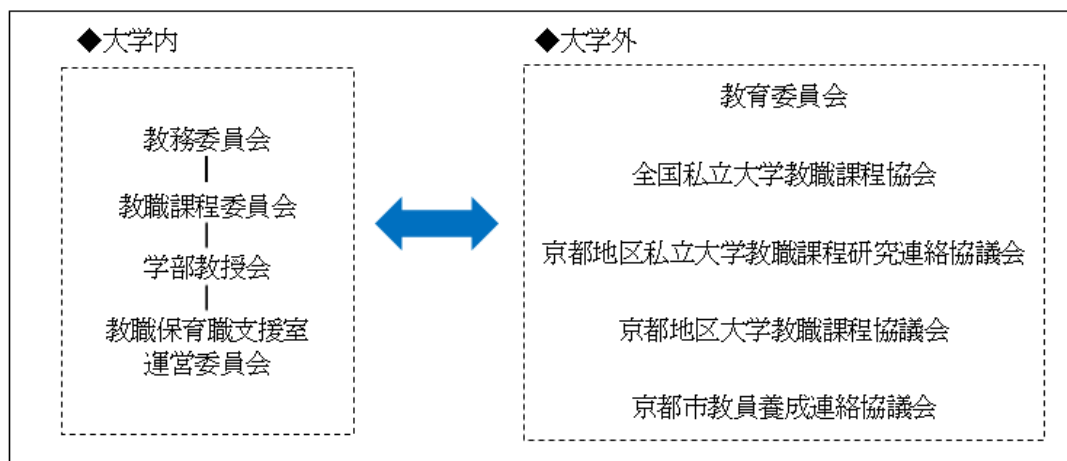 ◆大学内
教務委員会
教職課程委員会
学部教授会
教職保育職支援室
運営委員会
◆大学外
教育委員会
全国私立大学教職課程協会
京都地区私立大学教職課程研究連絡協議会
京都地区大学教職課程協議会
京都市教員養成連絡協議会